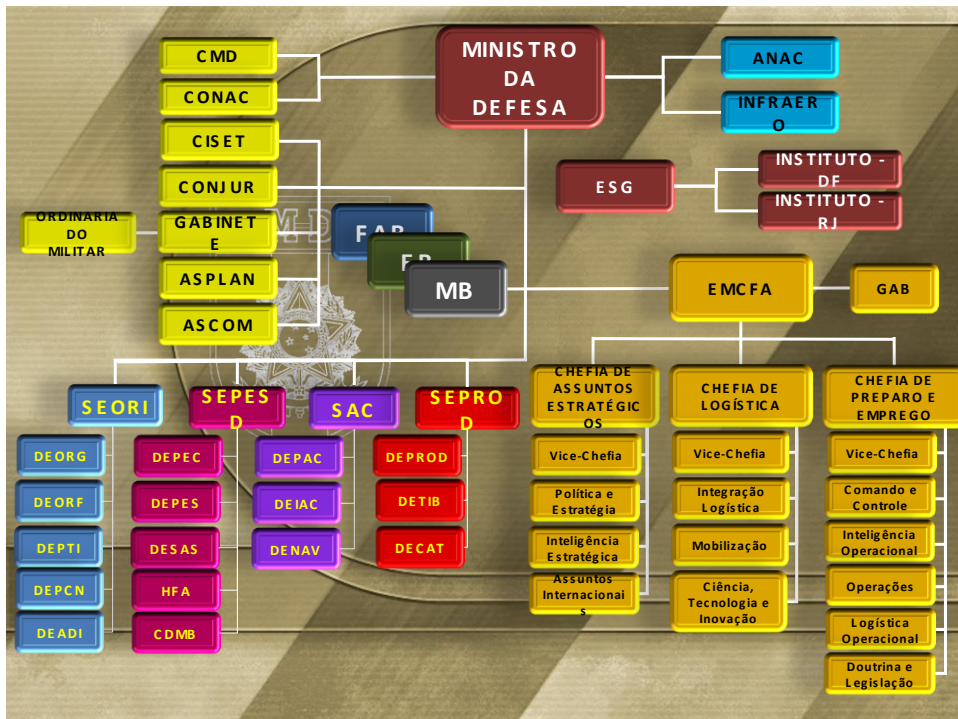 MINISTRO
DA
DEFESA
CMD
CONAC
CISET
CONJUR
GABINET
E
ASPLAN
ASCOM
ORDINARIA
DO
MILITAR
ANAC
INFRAER
O
ESG
INSTITUTO -
DF
INSTITUTO -
RJ
MD
FAB
EB
MB
EMCFA
GAB
SEORI
DEORG
DEORF
DEPTI
DEPCN
DEADI
SEPES
D
DEPEC
DEPES
DESAS
HFA
CDMB
SAC
DEPAC
DEIAC
DENAV
SEPRO
D
DEPROD
DETIB
DECAT
CHEFIA DE
ASSUNTOS
ESTRATÉGIC
OS
Vice-Chefia
Política e
Estratégia
Inteligência
Estratégica
Assuntos
Internacionai
s
CHEFIA DE
LOGÍSTICA
Vice-Chefia
Integração
Logística
Mobilização
Ciência,
Tecnologia e
Inovação
CHEFIA DE
PREPARO E
EMPREGO
Vice-Chefia
Comando e
Controle
Inteligência
Operacional
Operações
Logística
Operacional
Doutrina e
Legislação